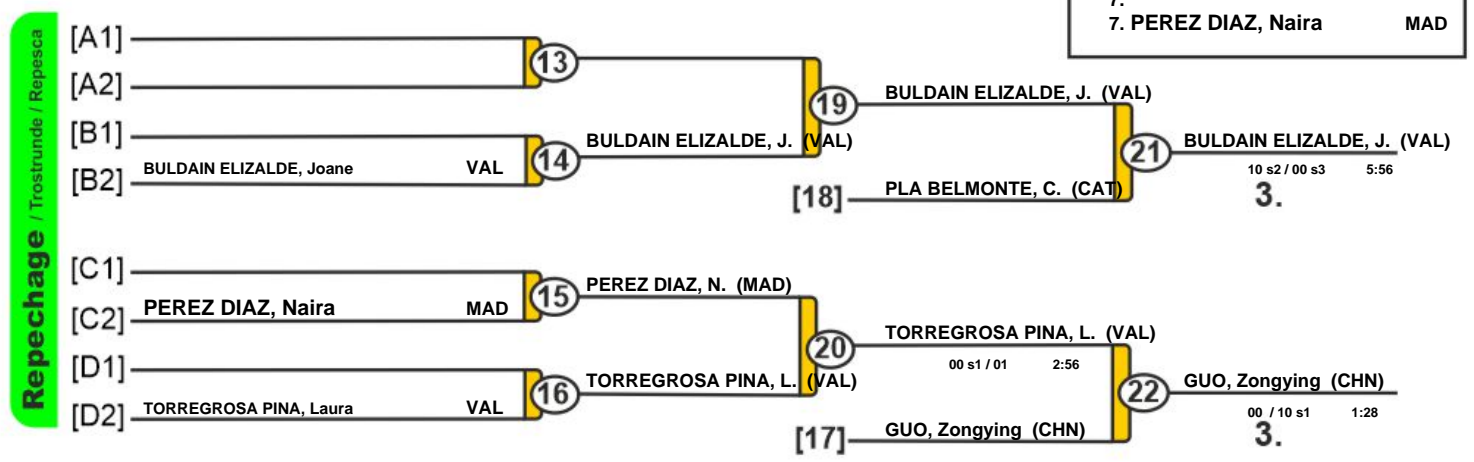 7.
7. PEREZ DIAZ, Naira MAD
Repechage / Trostrunde / Repesca
[A1]
13
[A2]
19
BULDAIN ELIZALDE, J. (VAL)
[B1]
BULDAIN ELIZALDE, J. (VAL)
14
21
BULDAIN ELIZALDE, J. (VAL)
[B2] BULDAIN ELIZALDE, Joane VAL
10 s2 / 00 s3 5:56
[18] PLA BELMONTE, C. (CAT)
3.
[C1]
15
PEREZ DIAZ, N. (MAD)
[C2] PEREZ DIAZ, Naira MAD
20
TORREGROSA PINA, L. (VAL)
00 s1 / 01 2:56
[D1]
16
TORREGROSA PINA, L. (VAL)
22
GUO, Zongying (CHN)
[D2] TORREGROSA PINA, Laura VAL
00 / 10 s1 1:28
[17] GUO, Zongying (CHN)
3.